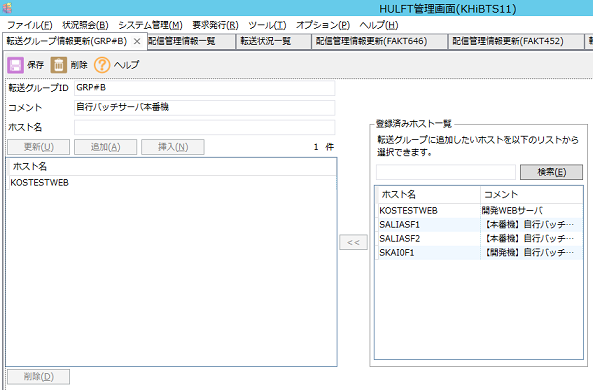 HULFT管理画面(KHiBTS11)
ファイル(F) 状況照会(B) システム管理(M) 要求発行(R) ツール(T) オプション(P) ヘルプ(H)
転送グループ情報更新(GRP#B) × 配信管理情報一覧 転送状況一覧 配信管理情報更新(FAKT646) 配信管理情報更新(FAKT452)
保存 削除 ? ヘルプ
転送グループID GRP#B
コメント 自行バッチサーバ本番機
ホスト名
更新(U) 追加(A) 挿入(N) 1 件
ホスト名
KOSTESTWEB
<<
削除(D)
登録済みホスト一覧
転送グループに追加したいホストを以下のリストから
選択できます。
検索(E)
ホスト名 コメント
KOSTESTWEB 開発WEBサーバ
SALIASF1 【本番機】自行バッチ…
SALIASF2 【本番機】自行バッチ…
SKAI0F1 【開発機】自行バッチ…